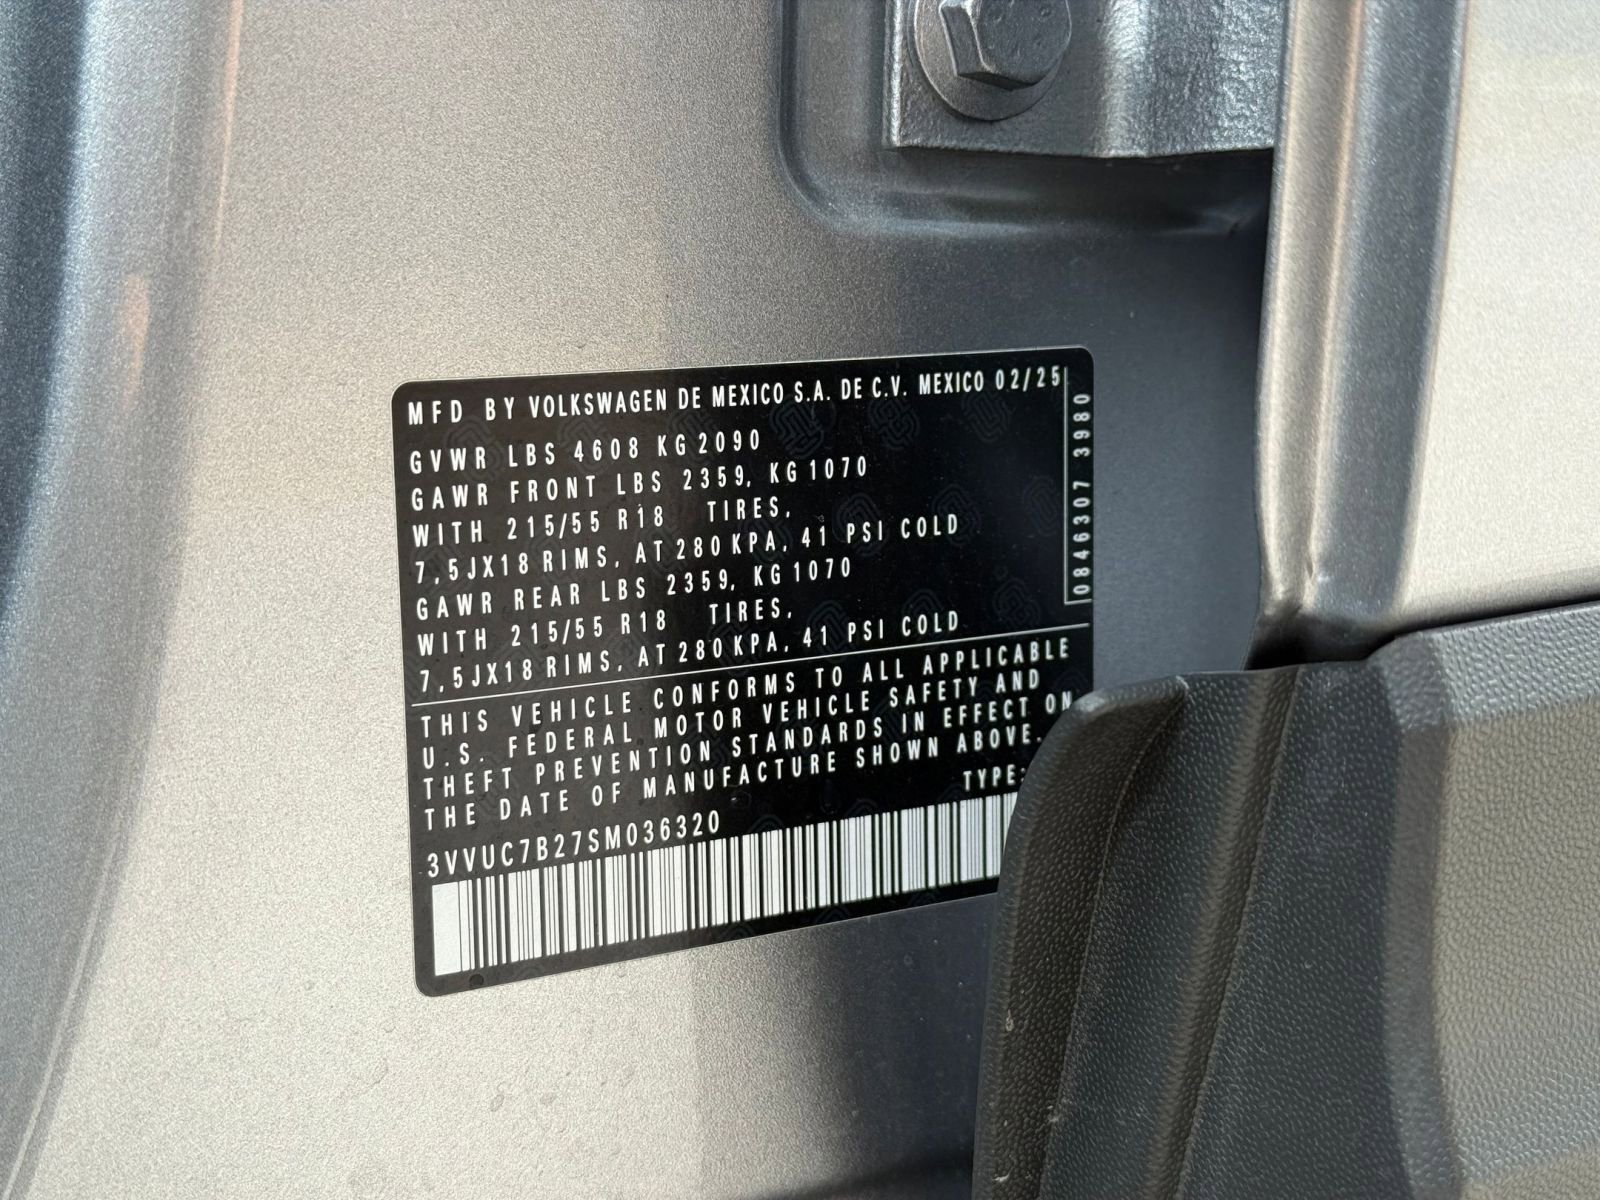 MFD BY VOLKSWAGEN DE MEXICO S.A. DE C.V. MEXICO 02/25
GVWR LBS 4608 KG 2090
GAWR FRONT LBS 2359, KG 1070
WITH 215/55 R18 TIRES,
7,5JX18 RIMS, AT 280 KPA, 41 PSI COLD
GAWR REAR LBS 2359, KG 1070
WITH 215/55 R18 TIRES,
7,5JX18 RIMS, AT 280 KPA, 41 PSI COLD
0846307 3980
THIS VEHICLE CONFORMS TO ALL APPLICABLE
U.S. FEDERAL MOTOR VEHICLE SAFETY AND
THEFT PREVENTION STANDARDS IN EFFECT ON
THE DATE OF MANUFACTURE SHOWN ABOVE.
TYPE:
3VVUC7B27SM036320